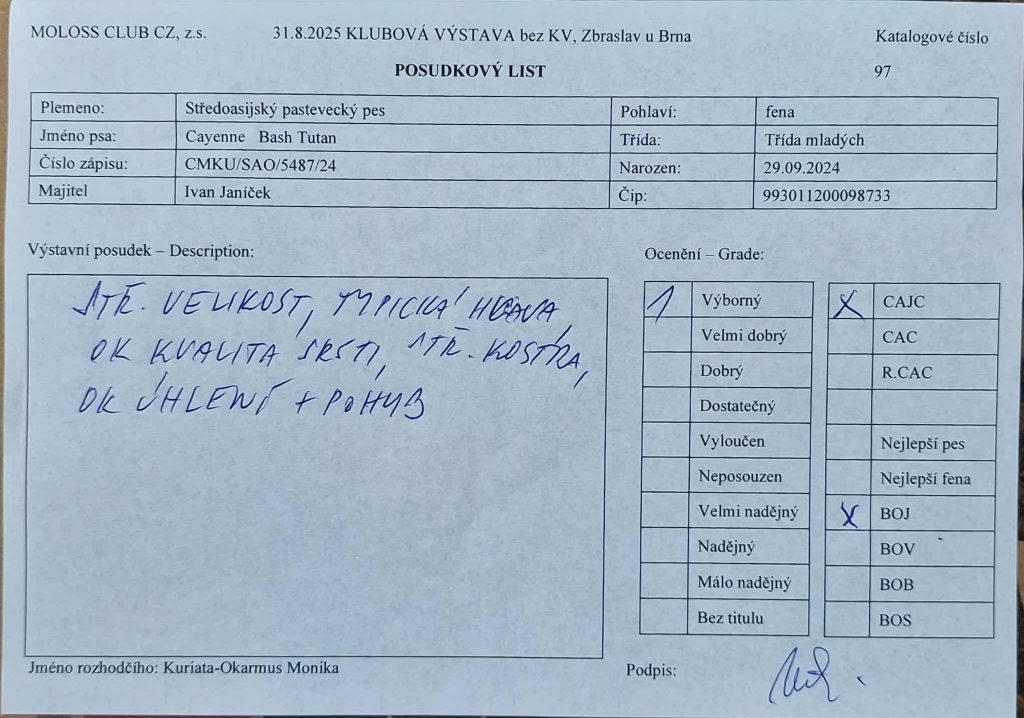 MOLOSS CLUB CZ, z.s. 31.8.2025 KLUBOVÁ VÝSTAVA bez KV, Zbraslav u Brna Katalogové číslo
POSUDKOVÝ LIST 97
Plemeno: Středoasijský pastevecký pes Pohlaví: fena
Jméno psa: Cayenne Bash Tutan Třída: Třída mladých
Číslo zápisu: CMKU/SAO/5487/24 Narozen: 29.09.2024
Majitel Ivan Janíček Čip: 993011200098733
Výstavní posudek – Description: Ocenění – Grade:
STŘ. VELIKOST, TYPICKÁ HLAVA,
OK KVALITA SRSTI, STŘ. KOSTRA,
OK ÚHLENÍ + POHYB
1 Výborný X CAJC
Velmi dobrý CAC
Dobrý R.CAC
Dostatečný
Vyloučen Nejlepší pes
Neposouzen Nejlepší fena
Velmi nadějný X BOJ
Nadějný BOV
Málo nadějný BOB
Bez titulu BOS
Jméno rozhodčího: Kuriata-Okarmus Monika Podpis: